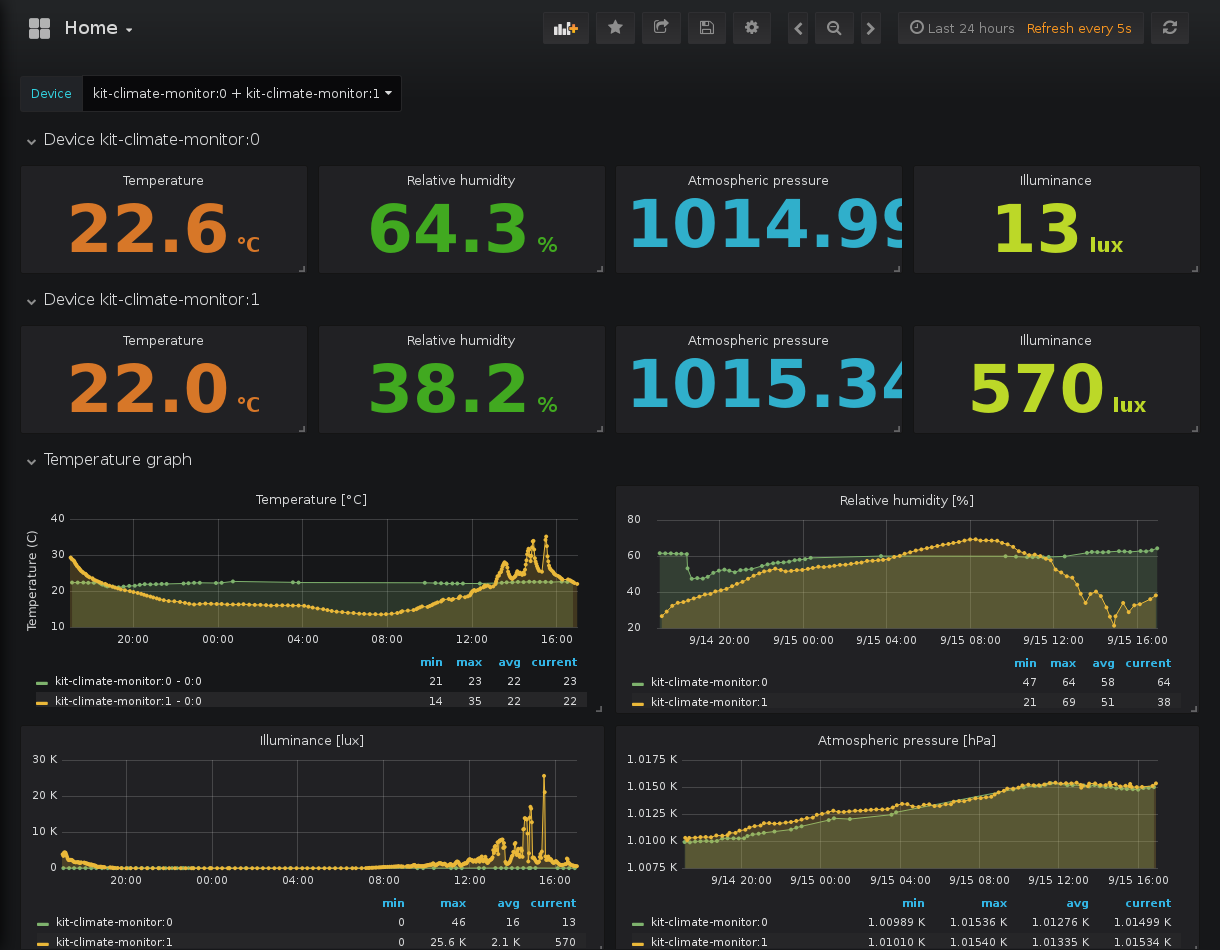 Home
Last 24 hours Refresh every 5s
Device kit-climate-monitor:0 + kit-climate-monitor:1
Device kit-climate-monitor:0
Temperature Relative humidity Atmospheric pressure Illuminance
22.6 °C 64.3 % 1014.99 13 lux
Device kit-climate-monitor:1
Temperature Relative humidity Atmospheric pressure Illuminance
22.0 °C 38.2 % 1015.34 570 lux
Temperature graph
Temperature [°C]
Temperature (C)
40
30
20
10
20:00 00:00 04:00 08:00 12:00 16:00
min max avg current
kit-climate-monitor:0 - 0:0 21 23 22 23
kit-climate-monitor:1 - 0:0 14 35 22 22
Relative humidity [%]
80
60
40
20
9/14 20:00 9/15 00:00 9/15 04:00 9/15 08:00 9/15 12:00 9/15 16:00
min max avg current
kit-climate-monitor:0 47 64 58 64
kit-climate-monitor:1 21 69 51 38
Illuminance [lux]
30 K
20 K
10 K
0
20:00 00:00 04:00 08:00 12:00 16:00
min max avg current
kit-climate-monitor:0 0 46 16 13
kit-climate-monitor:1 0 25.6 K 2.1 K 570
Atmospheric pressure [hPa]
1.0175 K
1.0150 K
1.0125 K
1.0100 K
1.0075 K
9/14 20:00 9/15 00:00 9/15 04:00 9/15 08:00 9/15 12:00 9/15 16:00
min max avg current
kit-climate-monitor:0 1.00989 K 1.01536 K 1.01276 K 1.01499 K
kit-climate-monitor:1 1.01010 K 1.01540 K 1.01335 K 1.01534 K